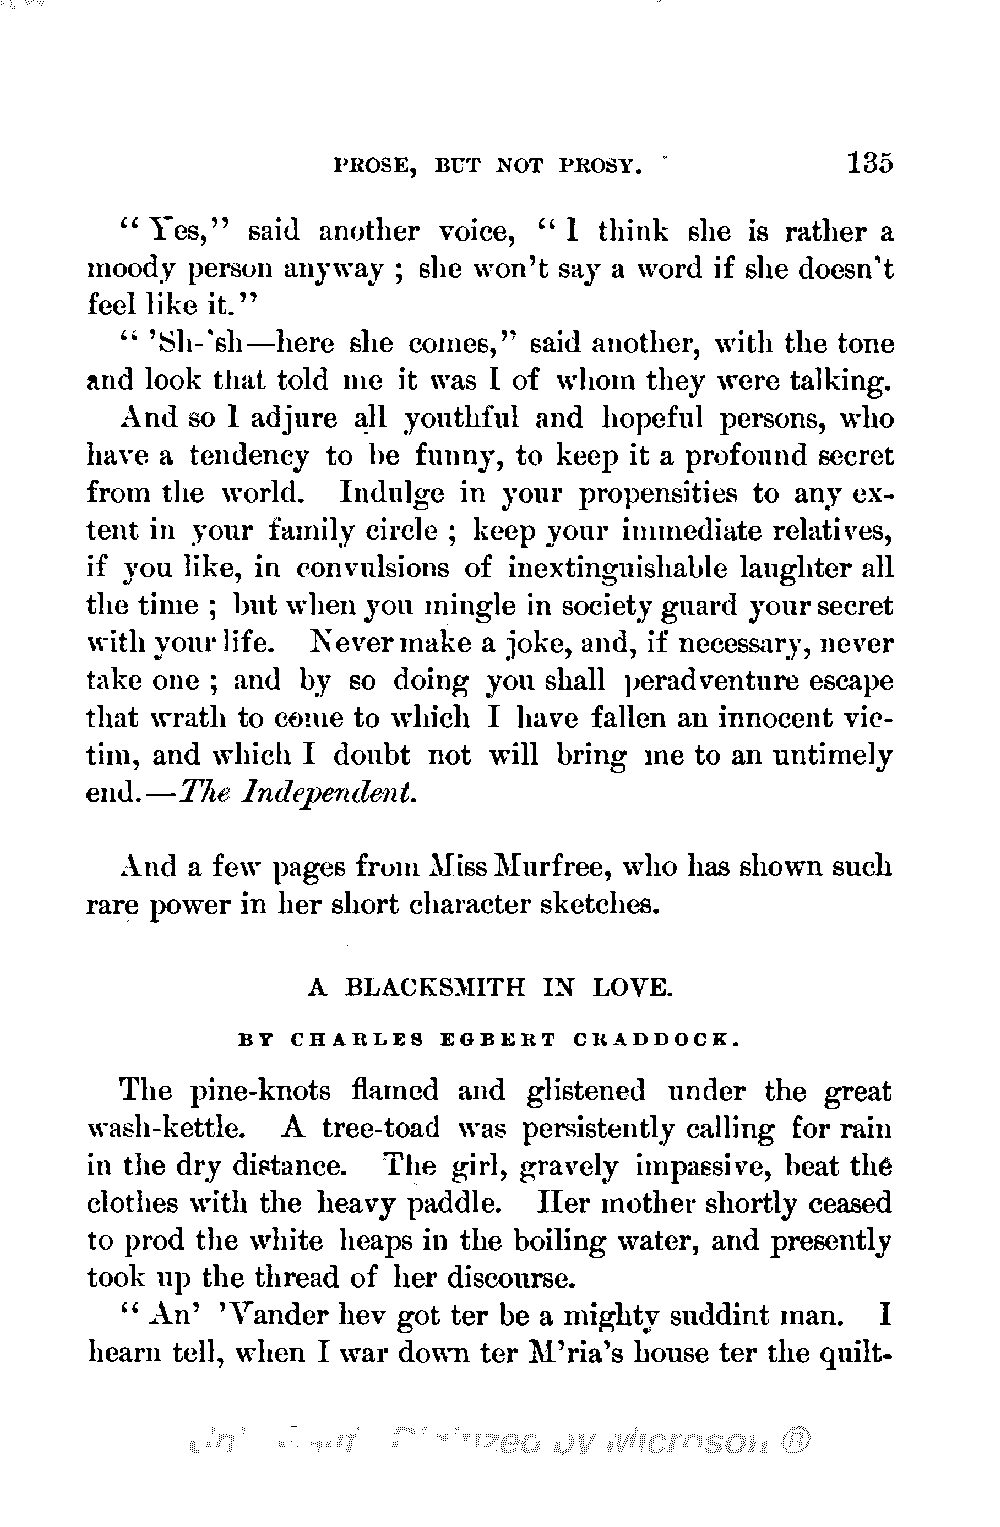 PROSE, BUT NOT PROSY. 135
“ Yes,” said another voice, “ I think she is rather a
moody person anyway ; she won’t say a word if she doesn’t
feel like it.”
“ ’Sh-’sh—here she comes,” said another, with the tone
and look that told me it was I of whom they were talking.
And so I adjure all youthful and hopeful persons, who
have a tendency to be funny, to keep it a profound secret
from the world. Indulge in your propensities to any ex-
tent in your family circle ; keep your immediate relatives,
if you like, in convulsions of inextinguishable laughter all
the time ; but when you mingle in society guard your secret
with your life. Never make a joke, and, if necessary, never
take one ; and by so doing you shall peradventure escape
that wrath to come to which I have fallen an innocent vic-
tim, and which I doubt not will bring me to an untimely
end.—The Independent.
And a few pages from Miss Murfree, who has shown such
rare power in her short character sketches.
A BLACKSMITH IN LOVE.
BY CHARLES EGBERT CRADDOCK.
The pine-knots flamed and glistened under the great
wash-kettle. A tree-toad was persistently calling for rain
in the dry distance. The girl, gravely impassive, beat the
clothes with the heavy paddle. Her mother shortly ceased
to prod the white heaps in the boiling water, and presently
took up the thread of her discourse.
“ An’ ’Vander hev got ter be a mighty suddint man. I
hearn tell, when I war down ter M’ria’s house ter the quilt-
Digitized by Microsoft ®